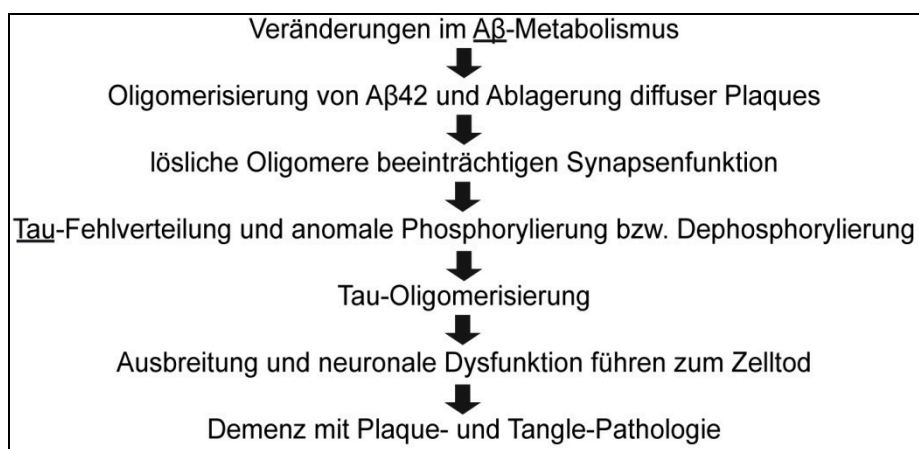 Veränderungen im Aβ-Metabolismus
Oligomerisierung von Aβ42 und Ablagerung diffuser Plaques
lösliche Oligomere beeinträchtigen Synapsenfunktion
Tau-Fehlverteilung und anomale Phosphorylierung bzw. Dephosphorylierung
Tau-Oligomerisierung
Ausbreitung und neuronale Dysfunktion führen zum Zelltod
Demenz mit Plaque- und Tangle-Pathologie